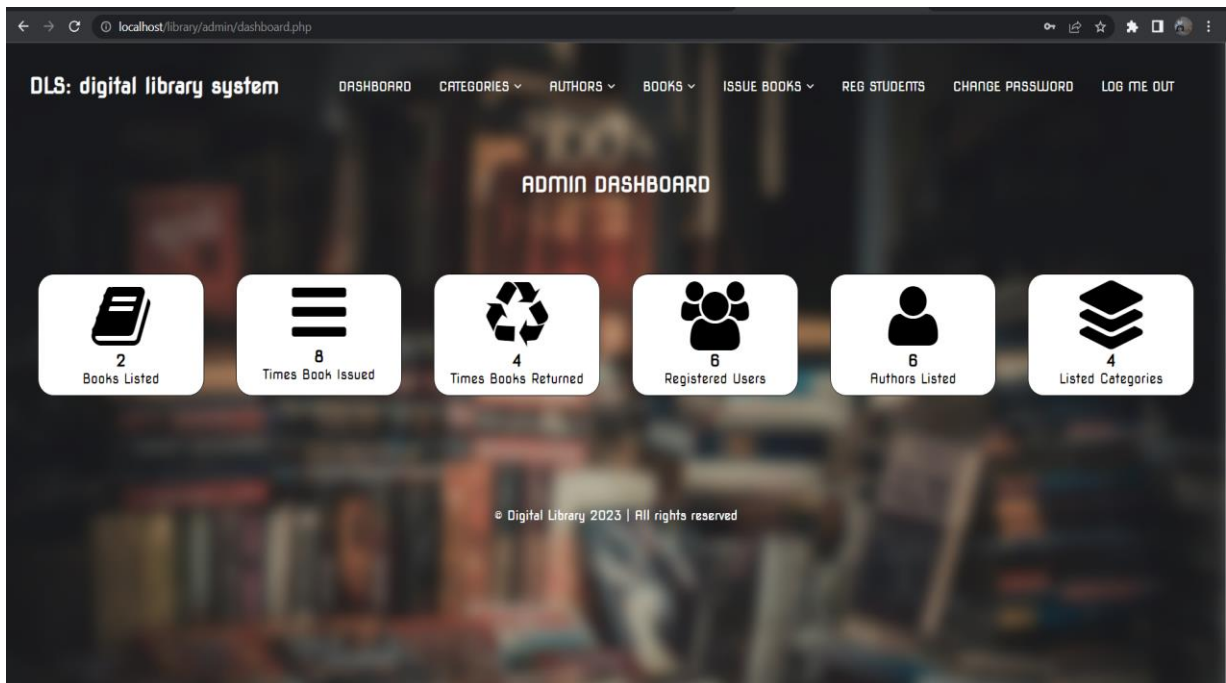 localhost/library/admin/dashboard.php
DLS: digital library system DASHBOARD CATEGORIES AUTHORS BOOKS ISSUE BOOKS REG STUDENTS CHANGE PASSWORD LOG ME OUT
ADMIN DASHBOARD
2
Books Listed
8
Times Book Issued
4
Times Books Returned
6
Registered Users
6
Authors Listed
4
Listed Categories
© Digital Library 2023 | All rights reserved